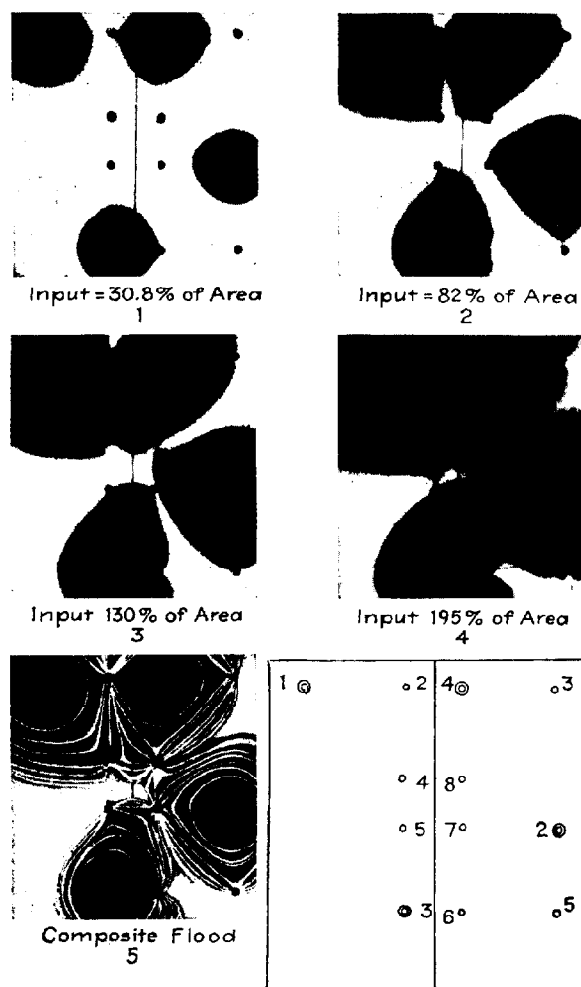 Input = 30.8% of Area
1
Input = 82% of Area
2
Input 130% of Area
3
Input 195% of Area
4
Composite Flood
5
1 2 4 3
4 8
5 7 2
3 6 5